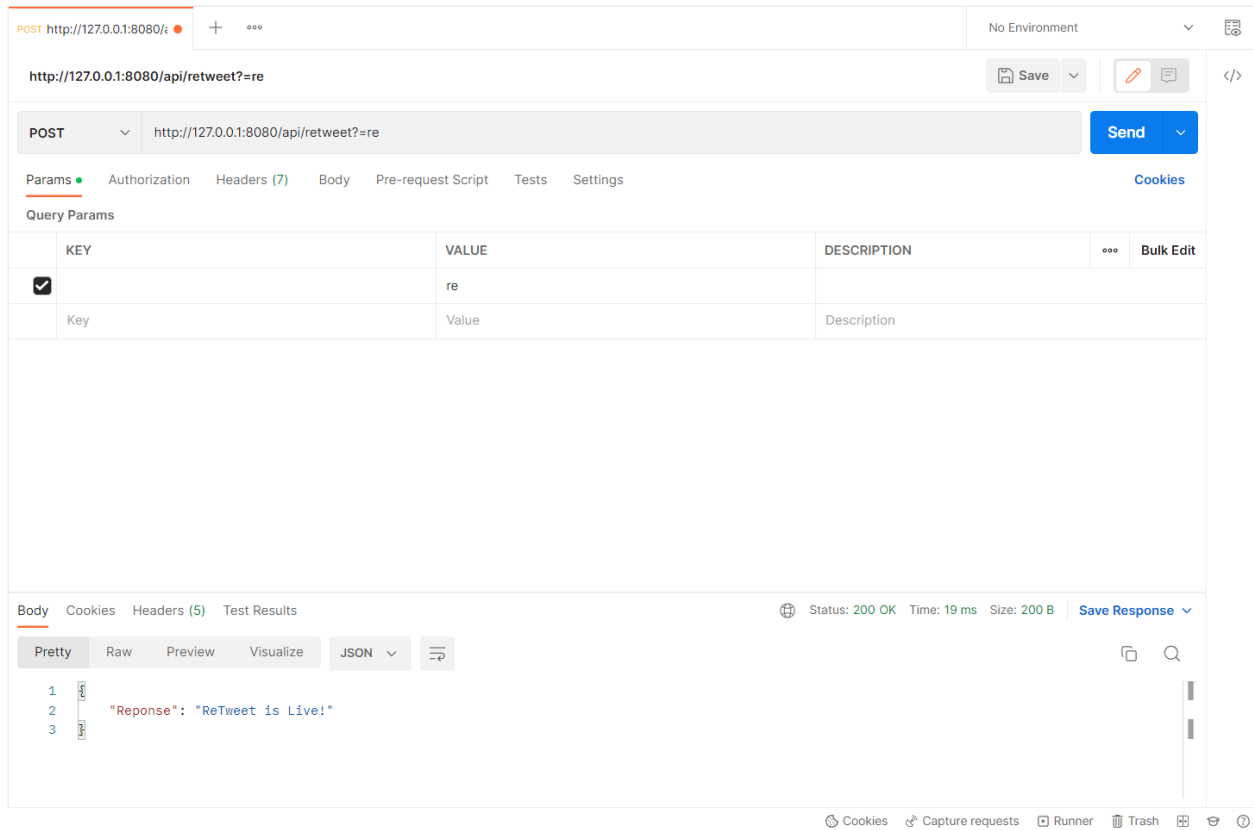 POST http://127.0.0.1:8080/a
No Environment
http://127.0.0.1:8080/api/retweet?=re
Save
POST http://127.0.0.1:8080/api/retweet?=re
Send
Params Authorization Headers (7) Body Pre-request Script Tests Settings Cookies
Query Params
KEY VALUE DESCRIPTION Bulk Edit
re
Key Value Description
Body Cookies Headers (5) Test Results Status: 200 OK Time: 19 ms Size: 200 B Save Response
Pretty Raw Preview Visualize JSON
1 {
2 "Reponse": "ReTweet is Live!"
3 }
Cookies Capture requests Runner Trash